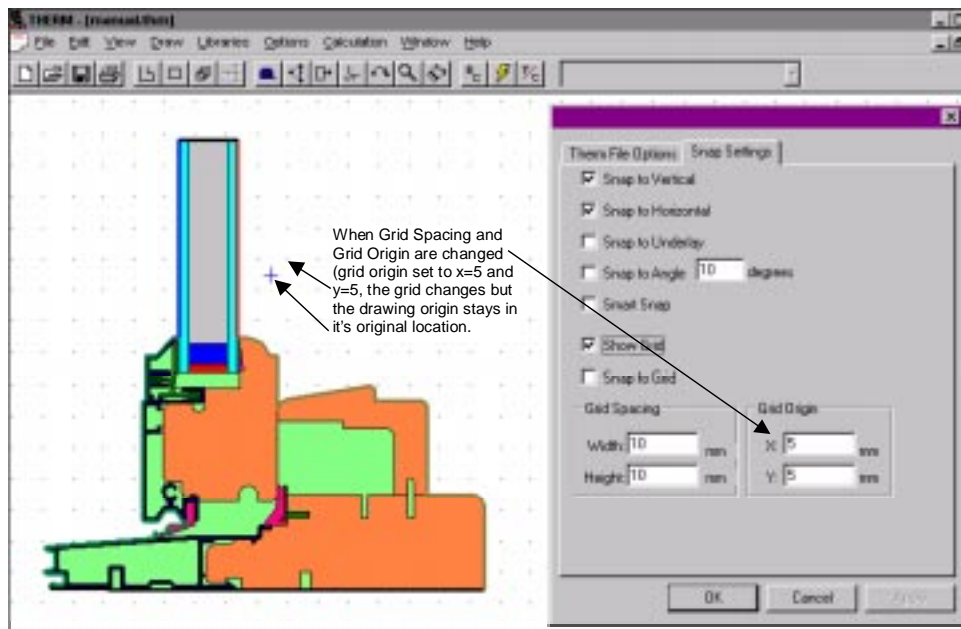 THERM - [manual.thm]
File Edit View Draw Libraries Options Calculation Window Help
Therm File Options Snap Settings
Snap to Vertical
Snap to Horizontal
Snap to Underlay
Snap to Angle 10 degrees
Smart Snap
Show Grid
Snap to Grid
Grid Spacing
Width: 10 mm
Height: 10 mm
Grid Origin
X: 5 mm
Y: 5 mm
OK Cancel Apply
When Grid Spacing and
Grid Origin are changed
(grid origin set to x=5 and
y=5, the grid changes but
the drawing origin stays in
it's original location.